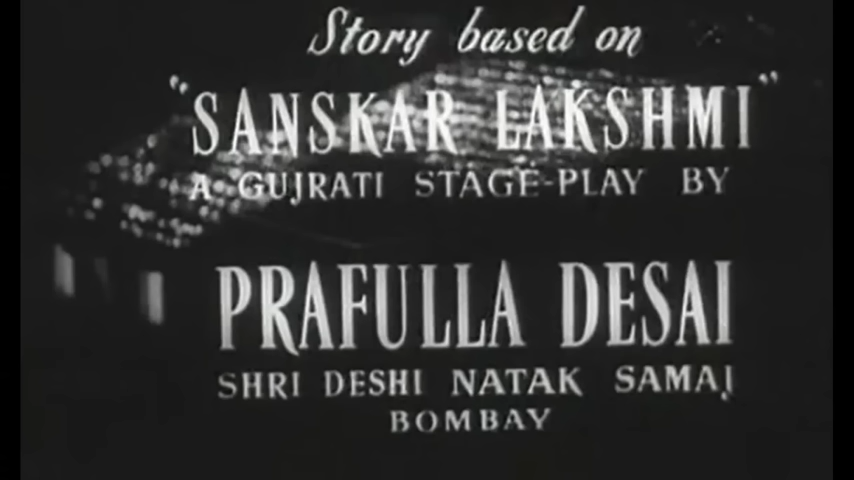 Story based on
"SANSKAR LAKSHMI"
A GUJRATI STAGE-PLAY BY
PRAFULLA DESAI
SHRI DESHI NATAK SAMAJ
BOMBAY